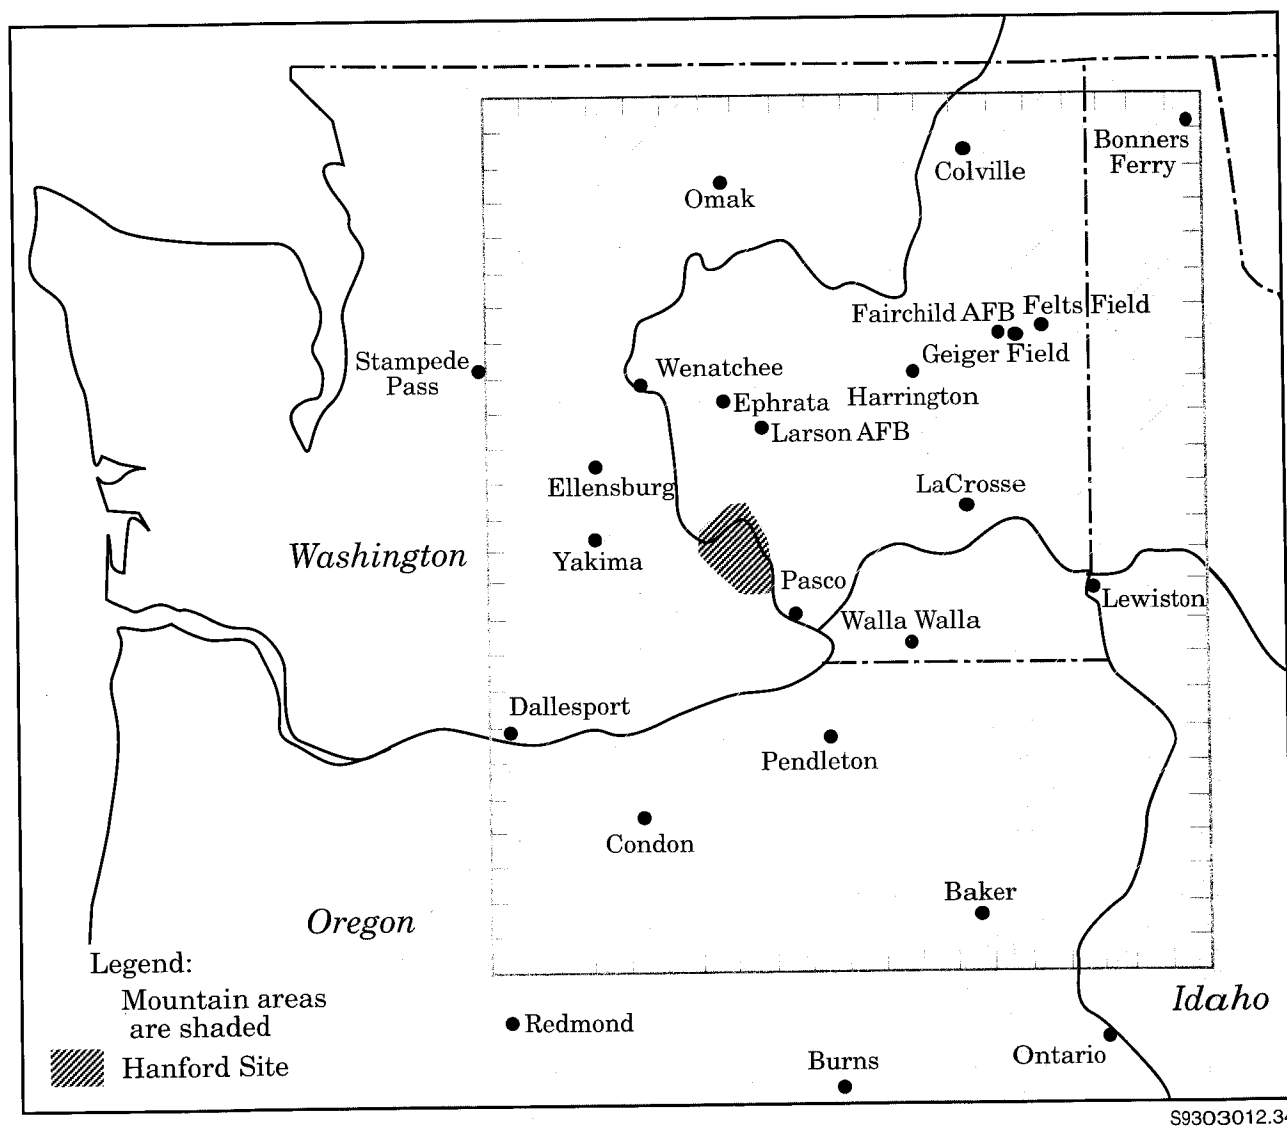 Bonners
Ferry
Colville
Omak
Fairchild AFB
Felts Field
Geiger Field
Stampede
Pass
Wenatchee
Ephrata
Harrington
Larson AFB
Ellensburg
LaCrosse
Washington
Yakima
Pasco
Lewiston
Walla Walla
Dallesport
Pendleton
Condon
Baker
Oregon
Legend:
Mountain areas
are shaded
Hanford Site
Idaho
Redmond
Burns
Ontario
S9303012.34